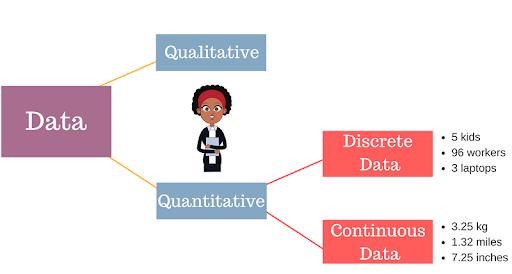 Qualitative
Data
Quantitative
Discrete
Data
• 5 kids
• 96 workers
• 3 laptops
Continuous
Data
• 3.25 kg
• 1.32 miles
• 7.25 inches